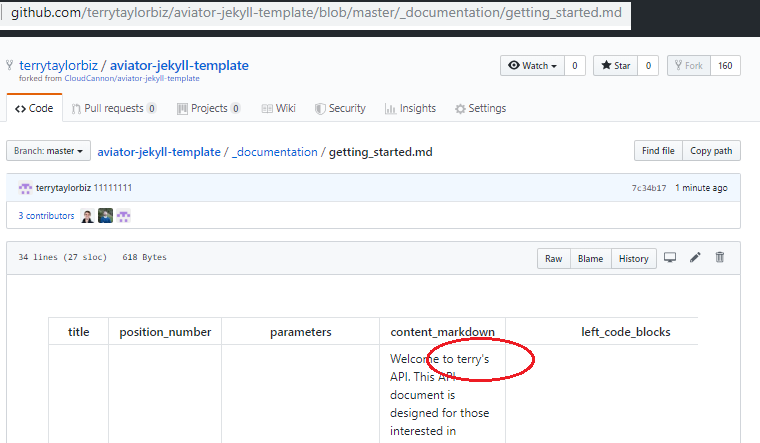 github.com/terrytaylorbiz/aviator-jekyll-template/blob/master/_documentation/getting_started.md
terrytaylorbiz / aviator-jekyll-template
forked from CloudCannon/aviator-jekyll-template
Watch 0 Star 0 Fork 160
Code Pull requests 0 Projects 0 Wiki Security Insights Settings
Branch: master aviator-jekyll-template / _documentation / getting_started.md Find file Copy path
terrytaylorbiz 11111111 7c34b17 1 minute ago
3 contributors
34 lines (27 sloc) 618 Bytes Raw Blame History
title position_number parameters content_markdown left_code_blocks
Welcome to terry's
API. This API
document is
designed for those
interested in